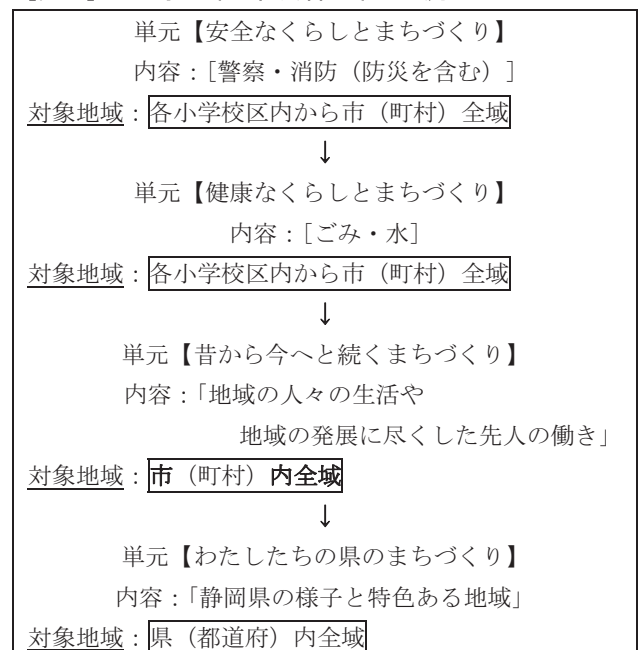 単元【安全なくらしとまちづくり】
内容：[警察・消防（防災を含む）]
対象地域：各小学校区内から市（町村）全域
↓
単元【健康なくらしとまちづくり】
内容：[ごみ・水]
対象地域：各小学校区内から市（町村）全域
↓
単元【昔から今へと続くまちづくり】
内容：「地域の人々の生活や
地域の発展に尽くした先人の働き」
対象地域：市（町村）内全域
↓
単元【わたしたちの県のまちづくり】
内容：「静岡県の様子と特色ある地域」
対象地域：県（都道府）内全域